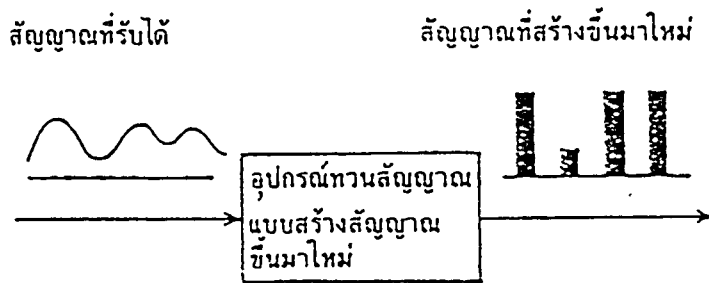 สัญญาณที่รับได้
สัญญาณที่สร้างขึ้นมาใหม่
อุปกรณ์ทวนสัญญาณ
แบบสร้างสัญญาณ
ขึ้นมาใหม่